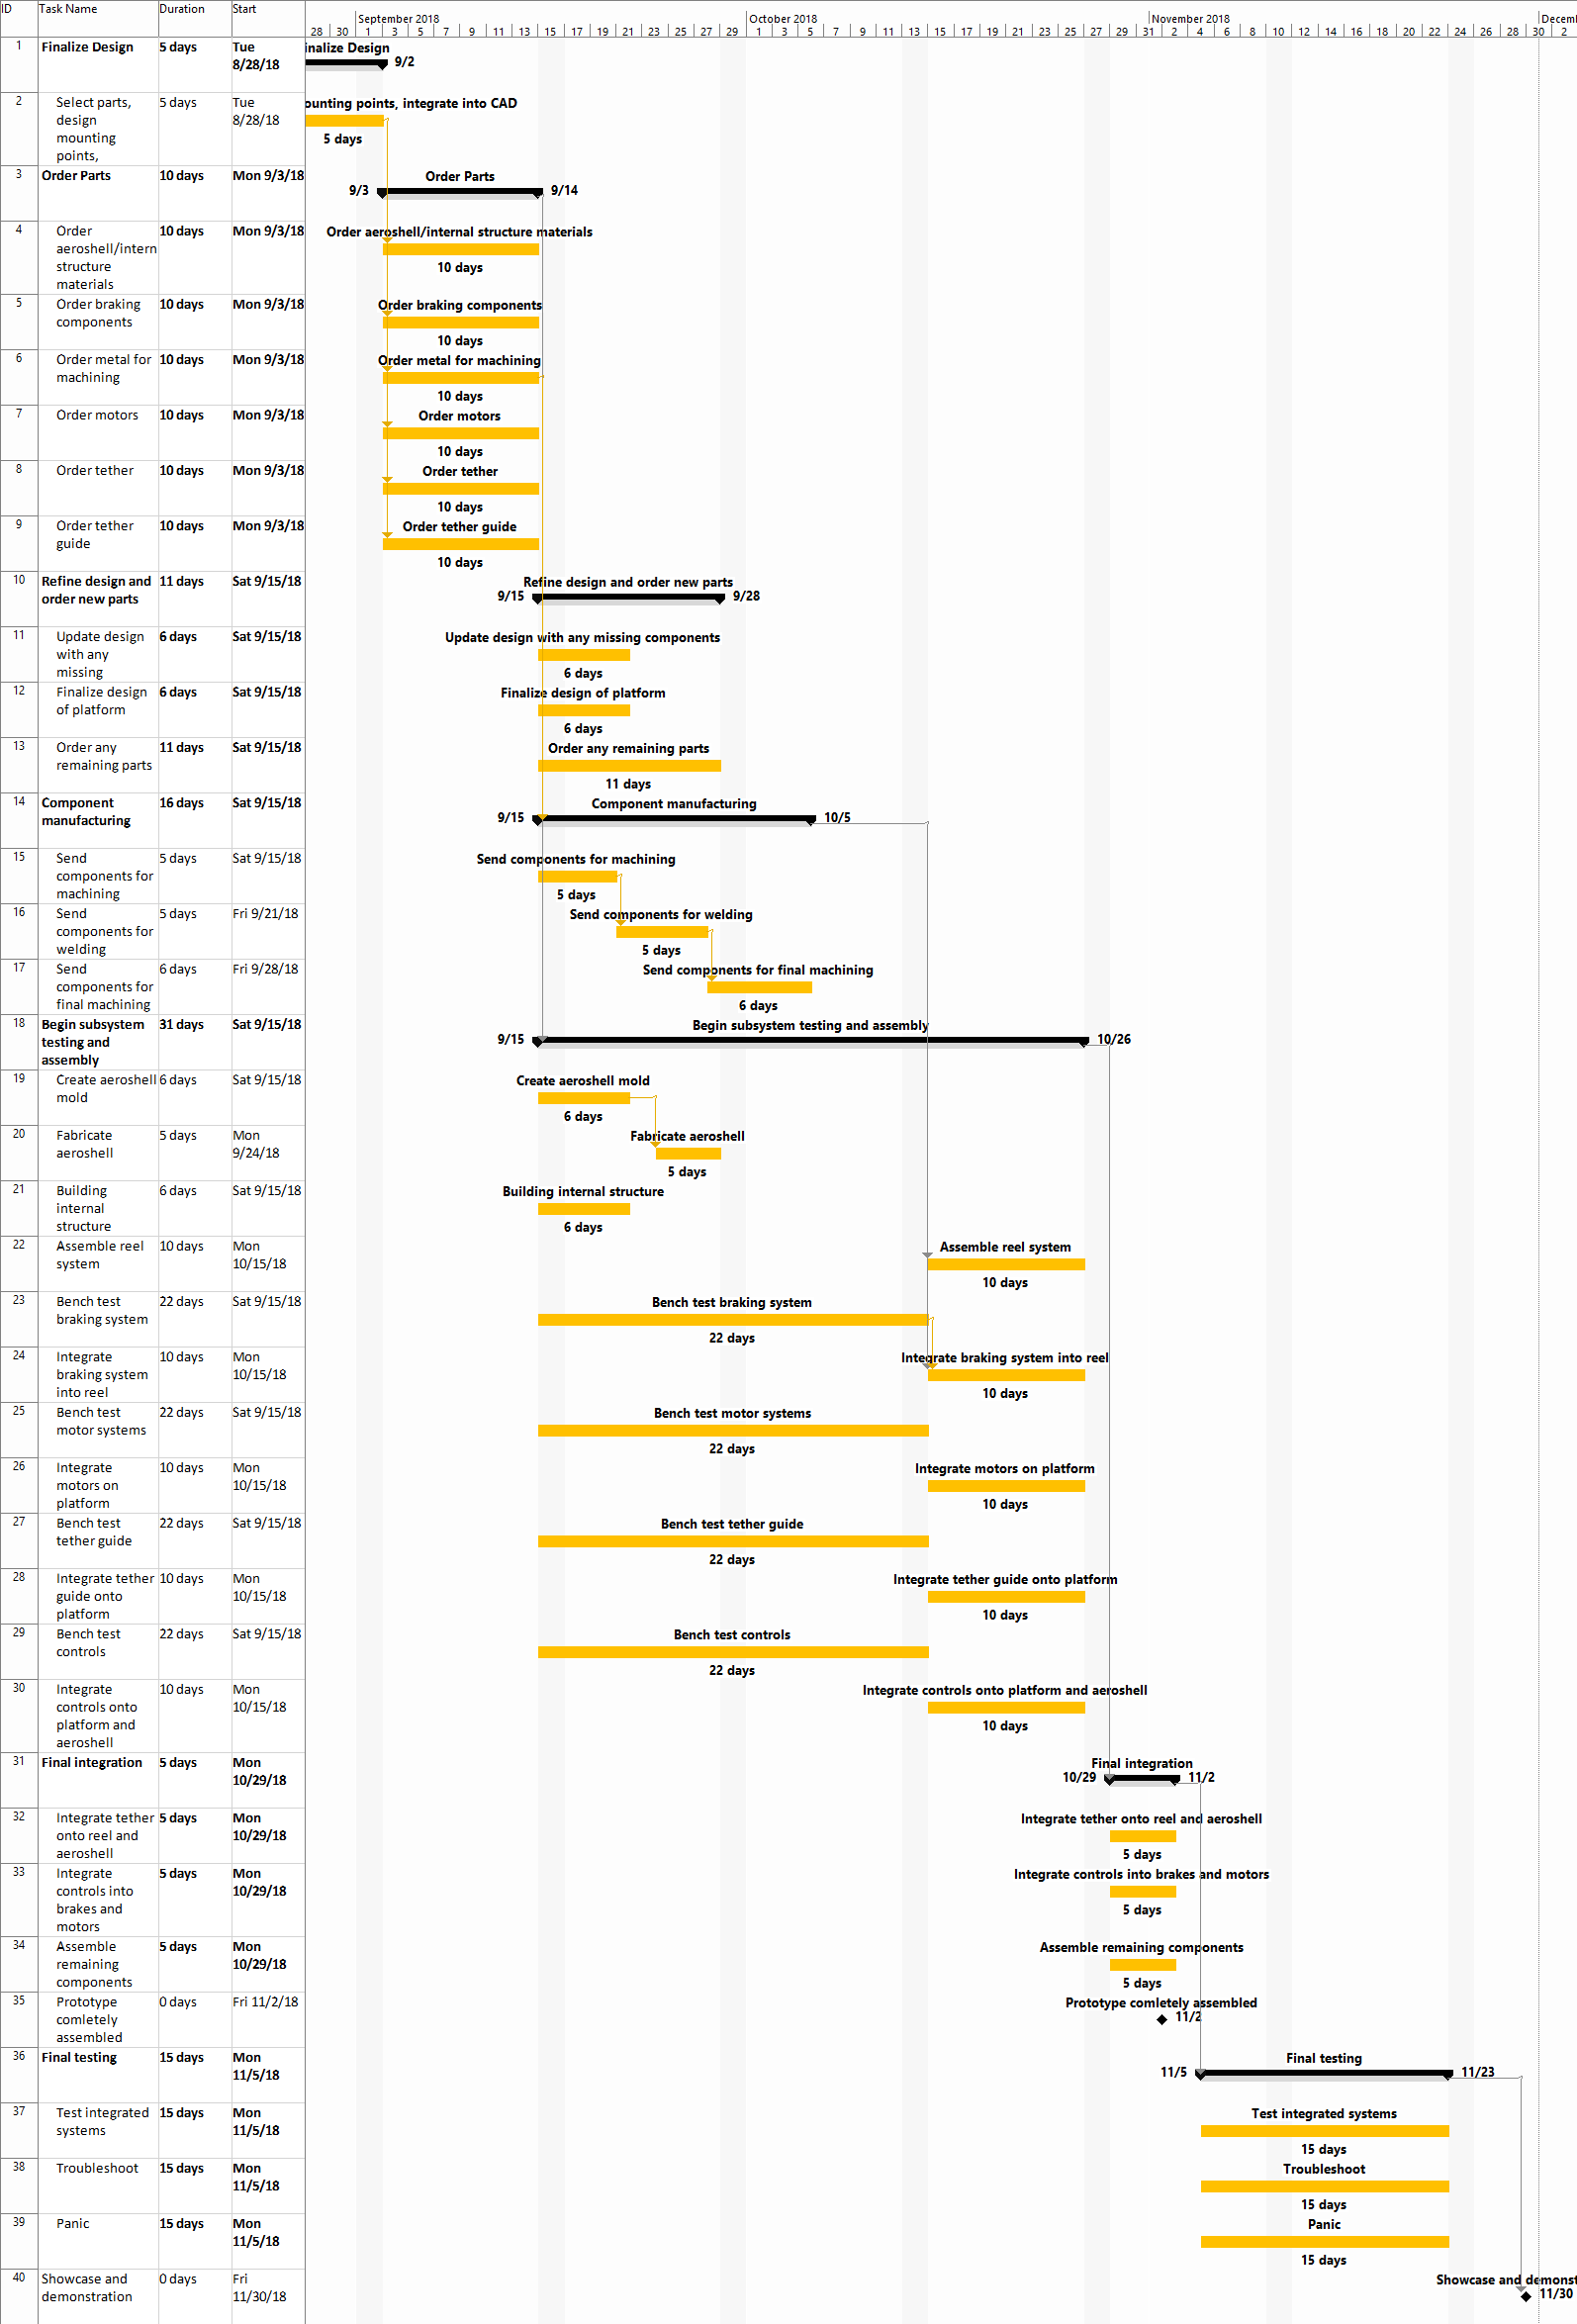 ID Task Name Duration Start
September 2018 October 2018 November 2018 Decem
28 30 1 3 5 7 9 11 13 15 17 19 21 23 25 27 29 1 3 5 7 9 11 13 15 17 19 21 23 25 27 29 31 2 4 6 8 10 12 14 16 18 20 22 24 26 28 30 2
1 Finalize Design 5 days Tue
8/28/18
inalize Design
9/2
2 Select parts, 5 days Tue
design 8/28/18
mounting
points,
ounting points, integrate into CAD
5 days
3 Order Parts 10 days Mon 9/3/18
Order Parts
9/3 9/14
4 Order 10 days Mon 9/3/18
aeroshell/intern
structure
materials
Order aeroshell/internal structure materials
10 days
5 Order braking 10 days Mon 9/3/18
components
Order braking components
10 days
6 Order metal for 10 days Mon 9/3/18
machining
Order metal for machining
10 days
7 Order motors 10 days Mon 9/3/18
Order motors
10 days
8 Order tether 10 days Mon 9/3/18
Order tether
10 days
9 Order tether 10 days Mon 9/3/18
guide
Order tether guide
10 days
10 Refine design and 11 days Sat 9/15/18
order new parts
Refine design and order new parts
9/15 9/28
11 Update design 6 days Sat 9/15/18
with any
missing
Update design with any missing components
6 days
12 Finalize design 6 days Sat 9/15/18
of platform
Finalize design of platform
6 days
13 Order any 11 days Sat 9/15/18
remaining parts
Order any remaining parts
11 days
14 Component 16 days Sat 9/15/18
manufacturing
Component manufacturing
9/15 10/5
15 Send 5 days Sat 9/15/18
components for
machining
Send components for machining
5 days
16 Send 5 days Fri 9/21/18
components for
welding
Send components for welding
5 days
17 Send 6 days Fri 9/28/18
components for
final machining
Send components for final machining
6 days
18 Begin subsystem 31 days Sat 9/15/18
testing and
assembly
Begin subsystem testing and assembly
9/15 10/26
19 Create aeroshell 6 days Sat 9/15/18
mold
Create aeroshell mold
6 days
20 Fabricate 5 days Mon
aeroshell 9/24/18
Fabricate aeroshell
5 days
21 Building 6 days Sat 9/15/18
internal
structure
Building internal structure
6 days
22 Assemble reel 10 days Mon
system 10/15/18
Assemble reel system
10 days
23 Bench test 22 days Sat 9/15/18
braking system
Bench test braking system
22 days
24 Integrate 10 days Mon
braking system 10/15/18
into reel
Integrate braking system into reel
10 days
25 Bench test 22 days Sat 9/15/18
motor systems
Bench test motor systems
22 days
26 Integrate 10 days Mon
motors on 10/15/18
platform
Integrate motors on platform
10 days
27 Bench test 22 days Sat 9/15/18
tether guide
Bench test tether guide
22 days
28 Integrate tether 10 days Mon
guide onto 10/15/18
platform
Integrate tether guide onto platform
10 days
29 Bench test 22 days Sat 9/15/18
controls
Bench test controls
22 days
30 Integrate 10 days Mon
controls onto 10/15/18
platform and
aeroshell
Integrate controls onto platform and aeroshell
10 days
31 Final integration 5 days Mon
10/29/18
Final integration
10/29 11/2
32 Integrate tether 5 days Mon
onto reel and 10/29/18
aeroshell
Integrate tether onto reel and aeroshell
5 days
33 Integrate 5 days Mon
controls into 10/29/18
brakes and
motors
Integrate controls into brakes and motors
5 days
34 Assemble 5 days Mon
remaining 10/29/18
components
Assemble remaining components
5 days
35 Prototype 0 days Fri 11/2/18
comletely
assembled
Prototype comletely assembled
11/2
36 Final testing 15 days Mon
11/5/18
Final testing
11/5 11/23
37 Test integrated 15 days Mon
systems 11/5/18
Test integrated systems
15 days
38 Troubleshoot 15 days Mon
11/5/18
Troubleshoot
15 days
39 Panic 15 days Mon
11/5/18
Panic
15 days
40 Showcase and 0 days Fri
demonstration 11/30/18
Showcase and demonst
11/30